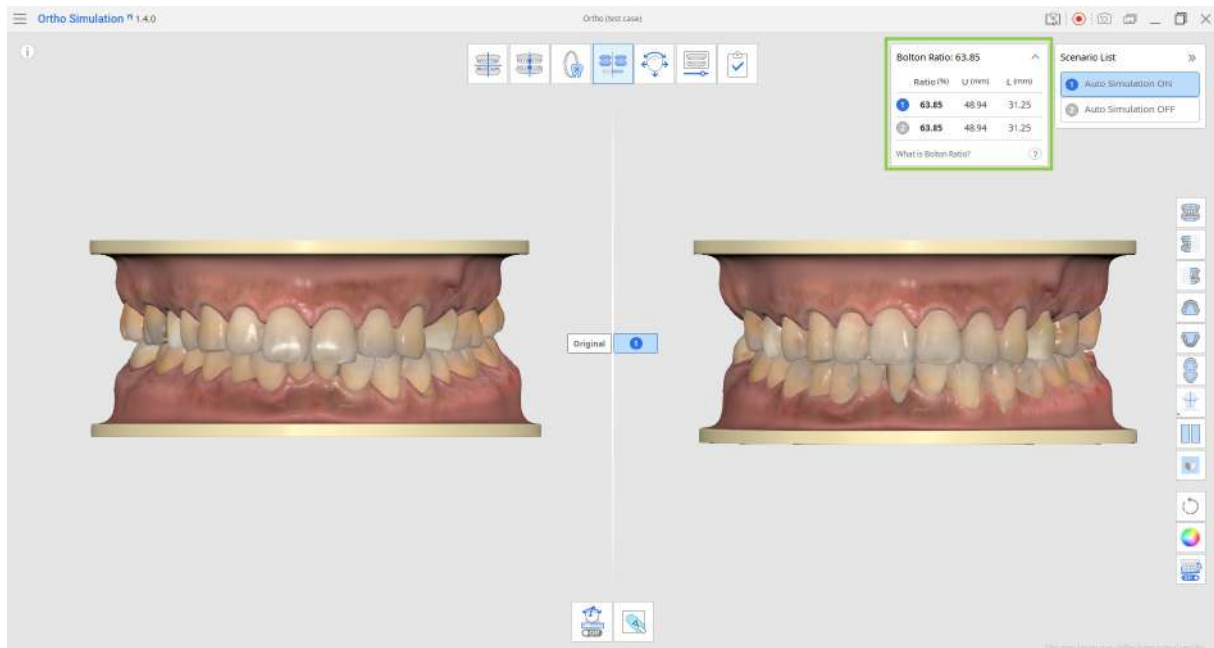 Ortho Simulation 1.4.0
Ortho (test case)
Bolton Ratio: 63.85
Ratio (%) U (mm) L (mm)
1 63.85 48.94 31.25
2 63.85 48.94 31.25
What is Bolton Ratio? ?
Scenario List
1 Auto Simulation ON
2 Auto Simulation OFF
Original 1
Off